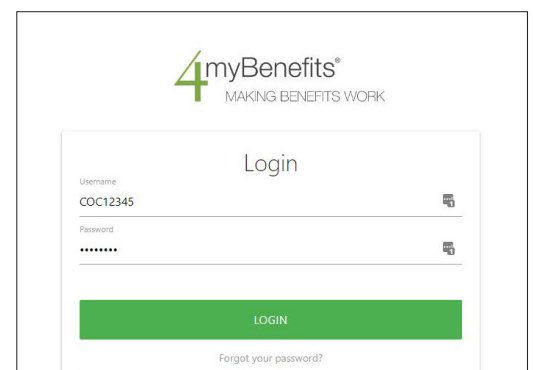 4myBenefits®
MAKING BENEFITS WORK
Login
Username
COC12345
Password
••••••••
LOGIN
Forgot your password?